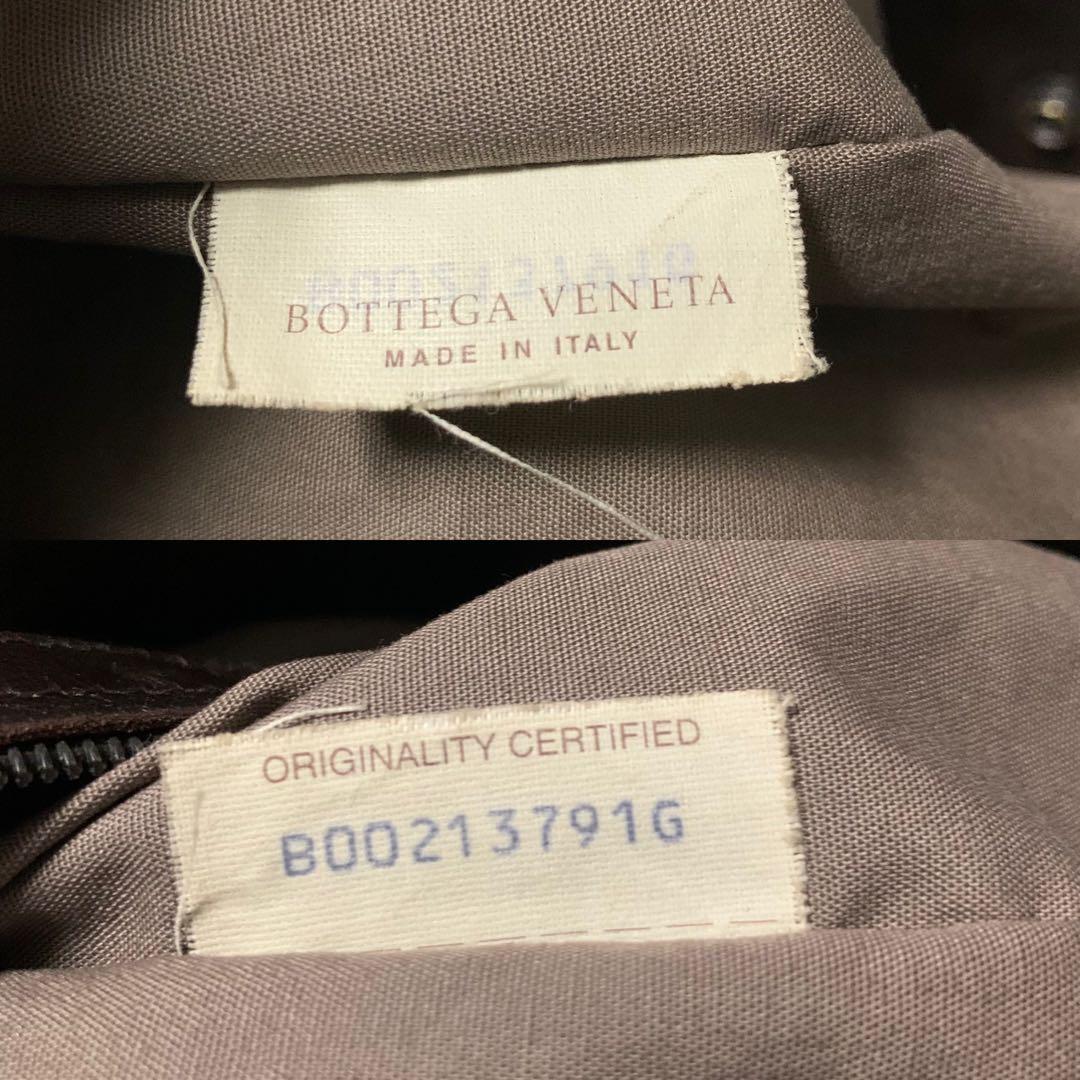 BOTTEGA VENETA
MADE IN ITALY
ORIGINALITY CERTIFIED
B00213791G